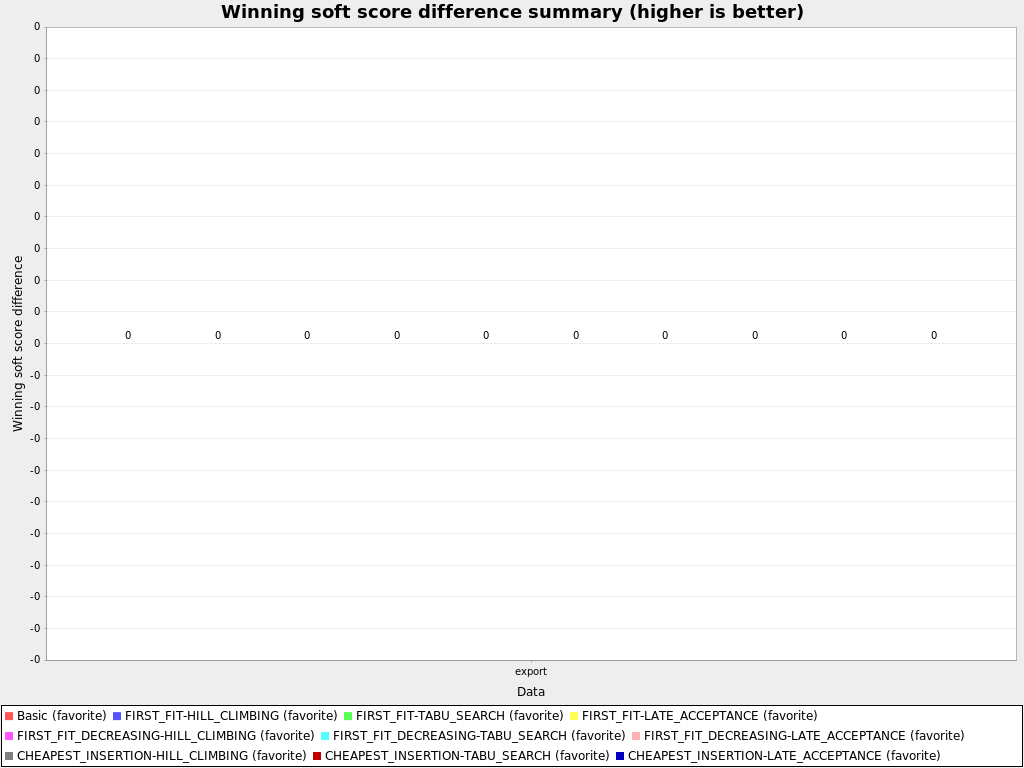 Winning soft score difference summary (higher is better)
Winning soft score difference
0
0
0
0
0
0
0
0
0
0
0
-0
-0
-0
-0
-0
-0
-0
-0
-0
-0
0 0 0 0 0 0 0 0 0 0
export
Data
Basic (favorite) FIRST_FIT-HILL_CLIMBING (favorite) FIRST_FIT-TABU_SEARCH (favorite) FIRST_FIT-LATE_ACCEPTANCE (favorite)
FIRST_FIT_DECREASING-HILL_CLIMBING (favorite) FIRST_FIT_DECREASING-TABU_SEARCH (favorite) FIRST_FIT_DECREASING-LATE_ACCEPTANCE (favorite)
CHEAPEST_INSERTION-HILL_CLIMBING (favorite) CHEAPEST_INSERTION-TABU_SEARCH (favorite) CHEAPEST_INSERTION-LATE_ACCEPTANCE (favorite)